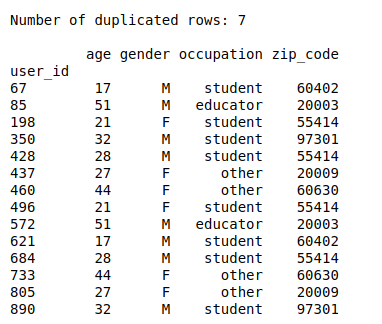 Number of duplicated rows: 7
age gender occupation zip_code
user_id
67 17 M student 60402
85 51 M educator 20003
198 21 F student 55414
350 32 M student 97301
428 28 M student 55414
437 27 F other 20009
460 44 F other 60630
496 21 F student 55414
572 51 M educator 20003
621 17 M student 60402
684 28 M student 55414
733 44 F other 60630
805 27 F other 20009
890 32 M student 97301